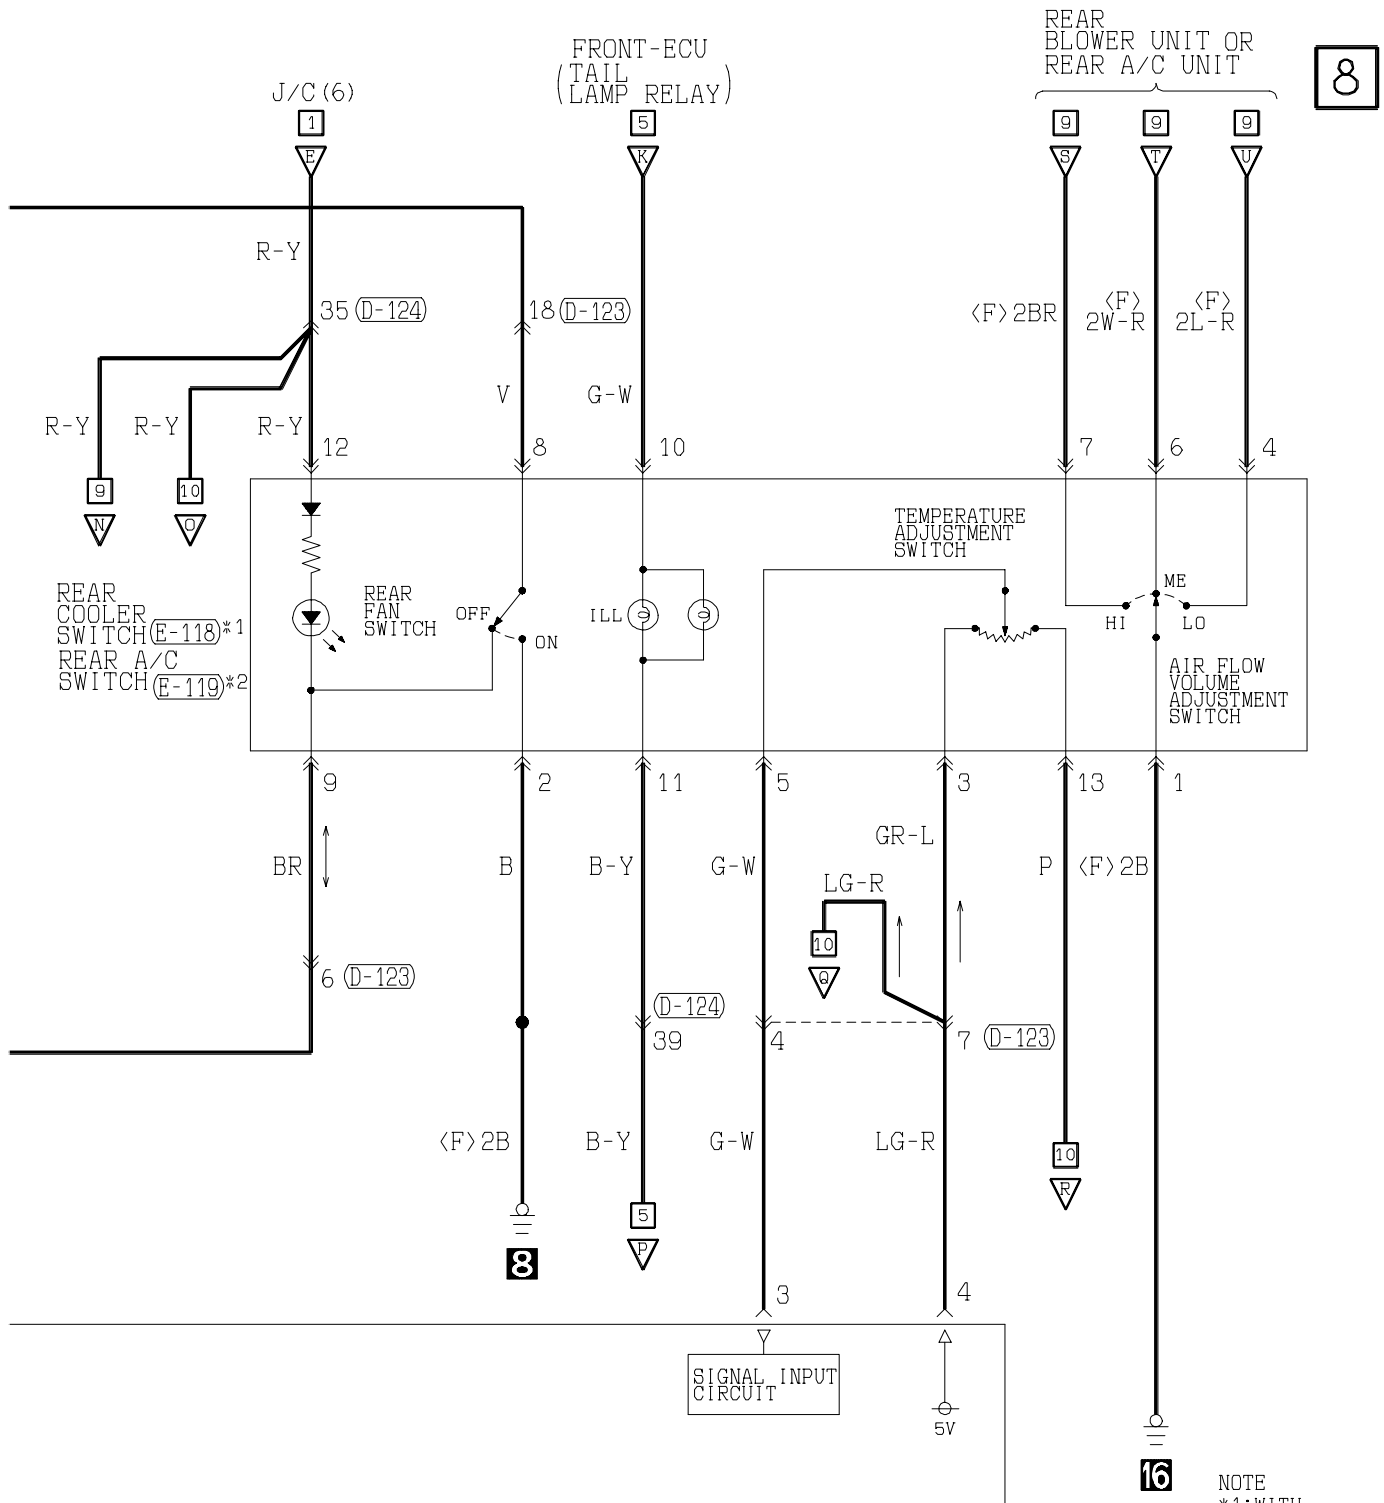 REAR
BLOWER UNIT OR
REAR A/C UNIT
8
FRONT-ECU
(TAIL
LAMP RELAY)
J/C(6)
1
5
9
9
9
E
K
S
T
U
R-Y
35 (D-124)
18 (D-123)
<F>2BR
<F>
2W-R
<F>
2L-R
V
G-W
R-Y
R-Y
R-Y
12
8
10
7
6
4
9
10
N
O
TEMPERATURE
ADJUSTMENT
SWITCH
REAR
COOLER
SWITCH (E-118)*1
REAR A/C
SWITCH (E-119)*2
REAR
FAN
SWITCH
OFF
ON
ILL
ME
HI
LO
AIR FLOW
VOLUME
ADJUSTMENT
SWITCH
9
2
11
5
3
13
1
GR-L
BR
B
B-Y
G-W
P
<F>2B
LG-R
10
Q
6 (D-123)
(D-124)
39
4
7 (D-123)
<F>2B
B-Y
G-W
LG-R
10
R
5
P
8
3
4
SIGNAL INPUT
CIRCUIT
5V
16
NOTE
*1:WITH